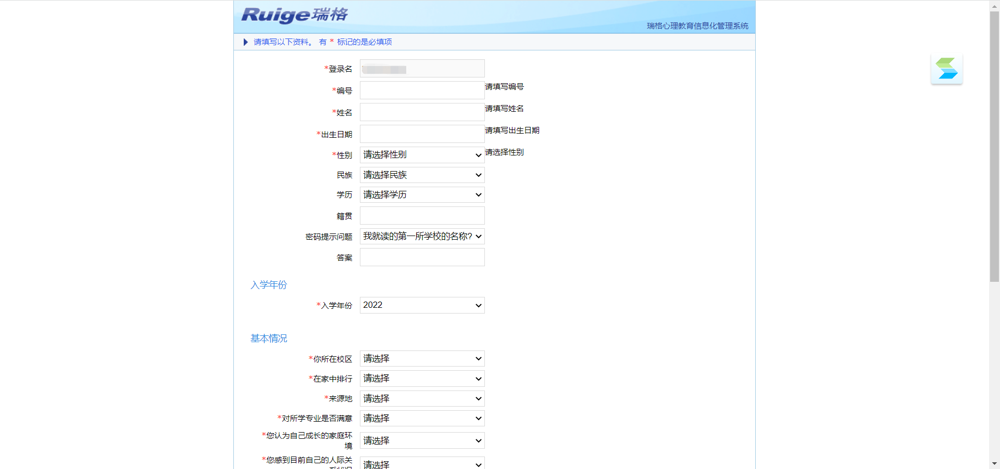 Ruige瑞格
瑞格心理教育信息化管理系统
请填写以下资料。 有 * 标记的是必填项
*登录名
*编号 请填写编号
*姓名 请填写姓名
*出生日期 请填写出生日期
*性别 请选择性别 请选择性别
民族 请选择民族
学历 请选择学历
籍贯
密码提示问题 我就读的第一所学校的名称?
答案
入学年份
*入学年份 2022
基本情况
*你所在校区 请选择
*在家中排行 请选择
*来源地 请选择
*对所学专业是否满意 请选择
*您认为自己成长的家庭环
境 请选择
*您感到目前自己的人际关
请选择